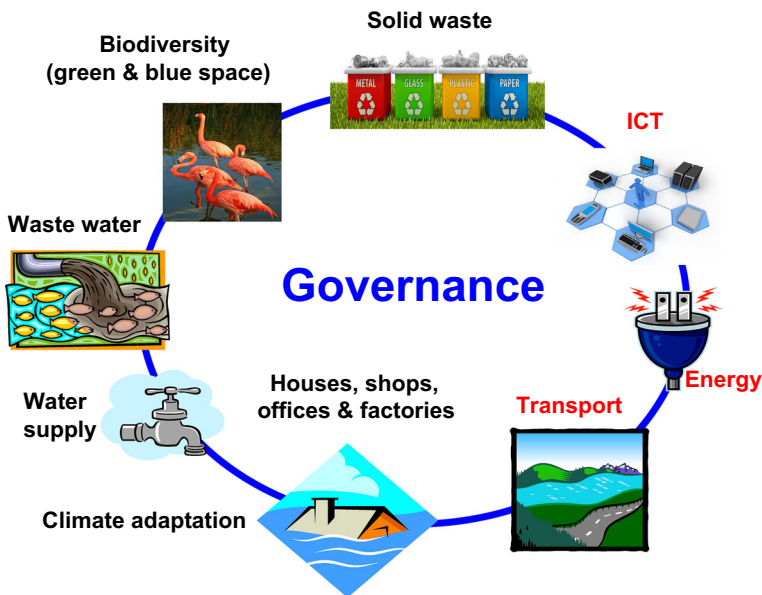 Solid waste
Biodiversity
(green & blue space)
METAL
GLASS
PLASTIC
PAPER
ICT
Waste water
Governance
Energy
Houses, shops,
offices & factories
Transport
Water
supply
Climate adaptation